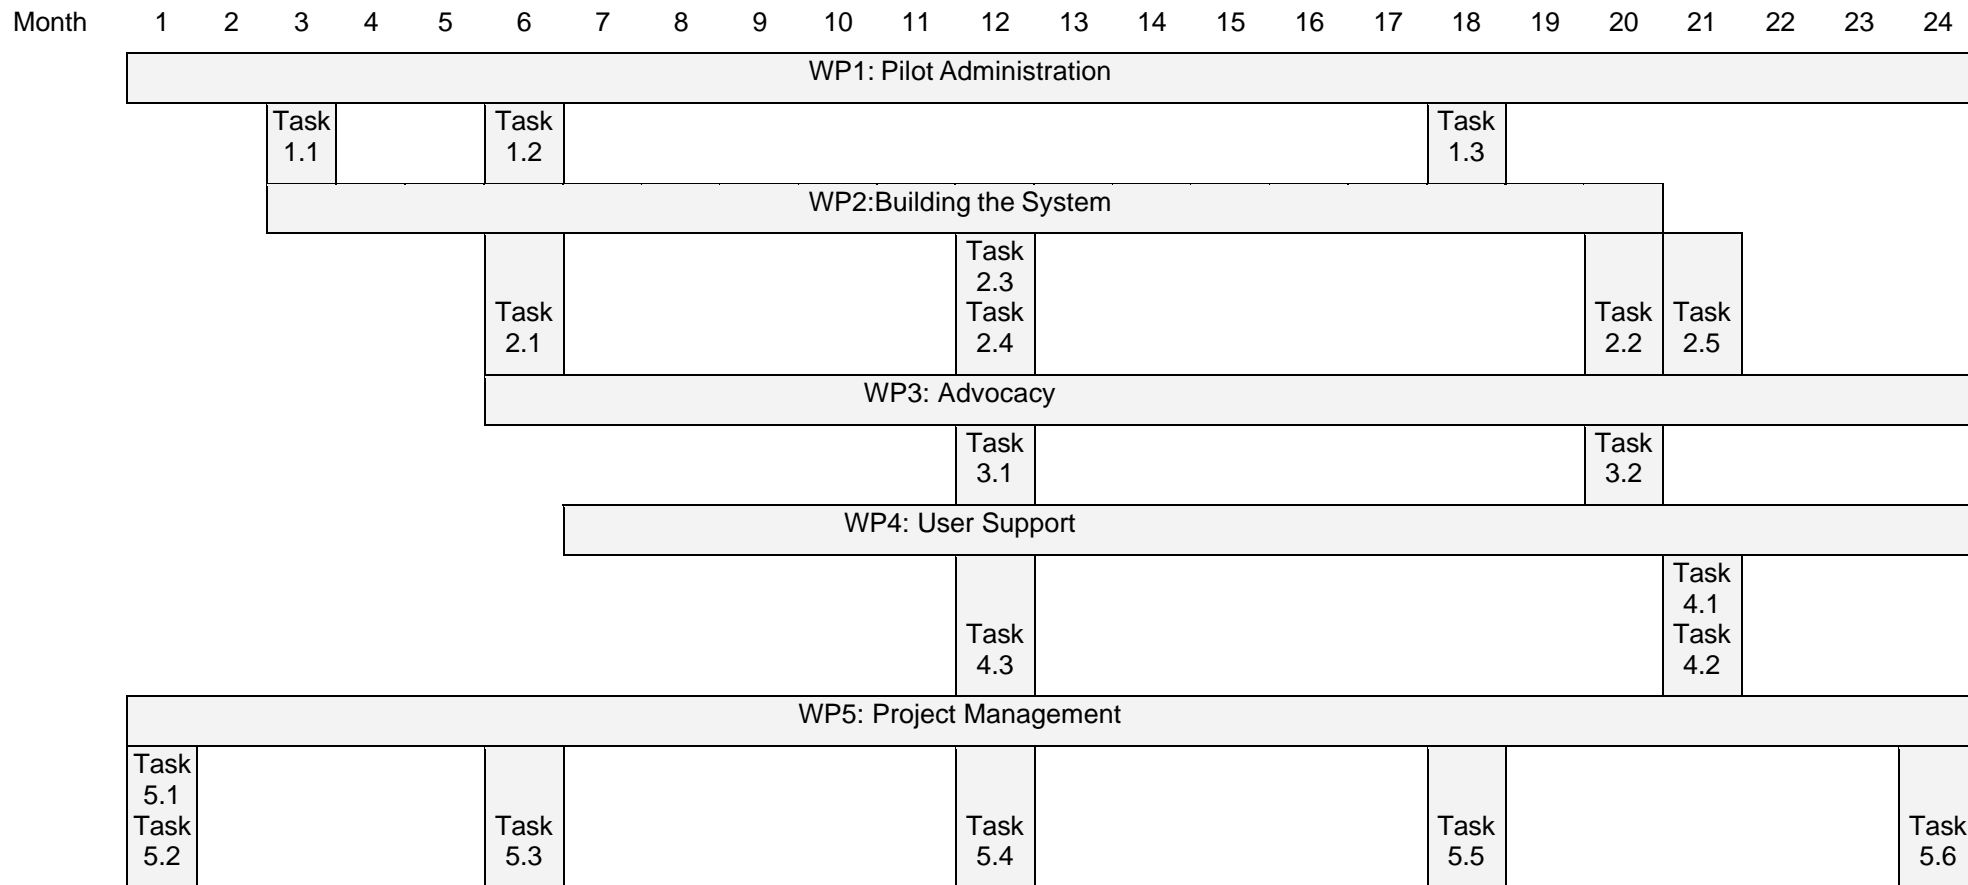 Month 1 2 3 4 5 6 7 8 9 10 11 12 13 14 15 16 17 18 19 20 21 22 23 24
WP1: Pilot Administration
Task Task Task
1.1 1.2 1.3
WP2:Building the System
Task
2.3
Task Task Task Task
2.1 2.4 2.2 2.5
WP3: Advocacy
Task Task
3.1 3.2
WP4: User Support
Task
4.1
Task Task
4.3 4.2
WP5: Project Management
Task
5.1
Task Task Task Task Task
5.2 5.3 5.4 5.5 5.6